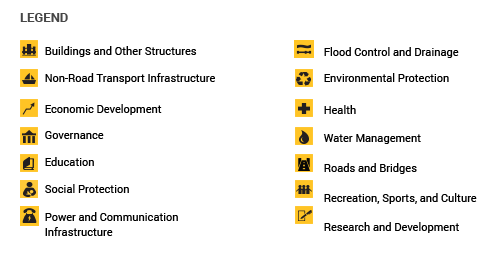 LEGEND
Buildings and Other Structures
Non-Road Transport Infrastructure
Economic Development
Governance
Education
Social Protection
Power and Communication
Infrastructure
Flood Control and Drainage
Environmental Protection
Health
Water Management
Roads and Bridges
Recreation, Sports, and Culture
Research and Development